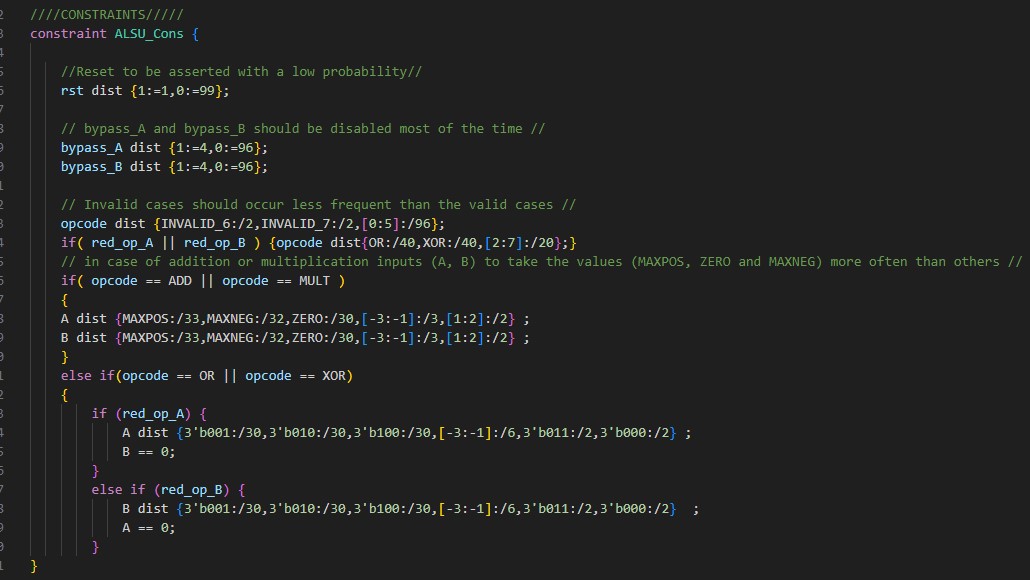 ////CONSTRAINTS/////
constraint ALSU_Cons {
//Reset to be asserted with a low probability//
rst dist {1:=1,0:=99};
// bypass_A and bypass_B should be disabled most of the time //
bypass_A dist {1:=4,0:=96};
bypass_B dist {1:=4,0:=96};
// Invalid cases should occur less frequent than the valid cases //
opcode dist {INVALID_6:/2,INVALID_7:/2,[0:5]:/96};
if( red_op_A || red_op_B ) {opcode dist{OR:/40,XOR:/40,[2:7]:/20};}
// in case of addition or multiplication inputs (A, B) to take the values (MAXPOS, ZERO and MAXNEG) more often than others //
if( opcode == ADD || opcode == MULT )
{
A dist {MAXPOS:/33,MAXNEG:/32,ZERO:/30,[-3:-1]:/3,[1:2]:/2} ;
B dist {MAXPOS:/33,MAXNEG:/32,ZERO:/30,[-3:-1]:/3,[1:2]:/2} ;
}
else if(opcode == OR || opcode == XOR)
{
if (red_op_A) {
A dist {3'b001:/30,3'b010:/30,3'b100:/30,[-3:-1]:/6,3'b011:/2,3'b000:/2} ;
B == 0;
}
else if (red_op_B) {
B dist {3'b001:/30,3'b010:/30,3'b100:/30,[-3:-1]:/6,3'b011:/2,3'b000:/2}  ;
A == 0;
}
}